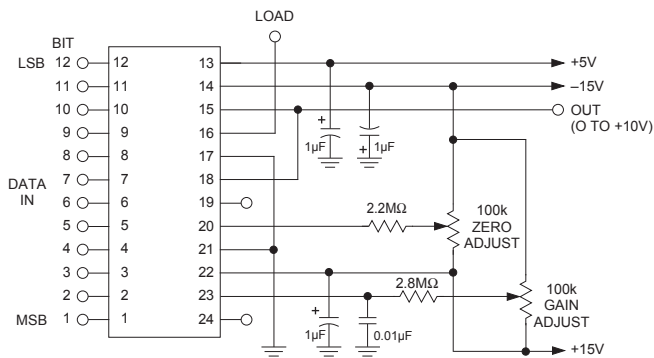 LOAD
BIT
LSB 12 12 13 +5V
11 11 14 –15V
10 10 15 OUT
(O TO +10V)
9 9 16
1µF 1µF
8 8 17
DATA IN
7 7 18
6 6 19
5 5 20 2.2MΩ 100k
ZERO
ADJUST
4 4 21
3 3 22
2 2 23 2.8MΩ 100k
GAIN
ADJUST
MSB 1 1 24
1µF 0.01µF
+15V
+
+
+